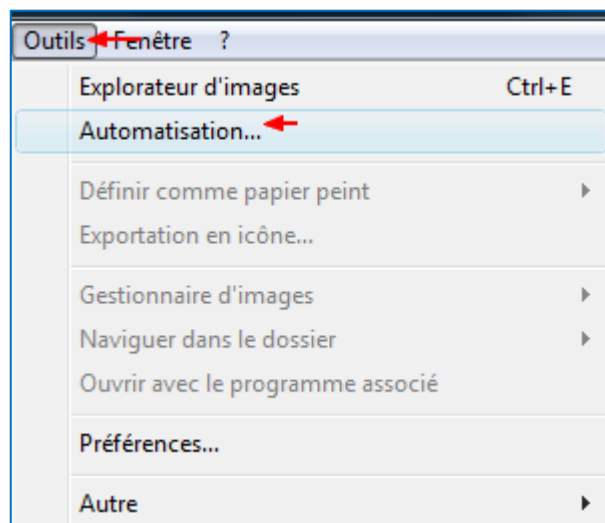 Outils Fenêtre ?
Explorateur d'images Ctrl+E
Automatisation...
Définir comme papier peint
Exportation en icône...
Gestionnaire d'images
Naviguer dans le dossier
Ouvrir avec le programme associé
Préférences...
Autre